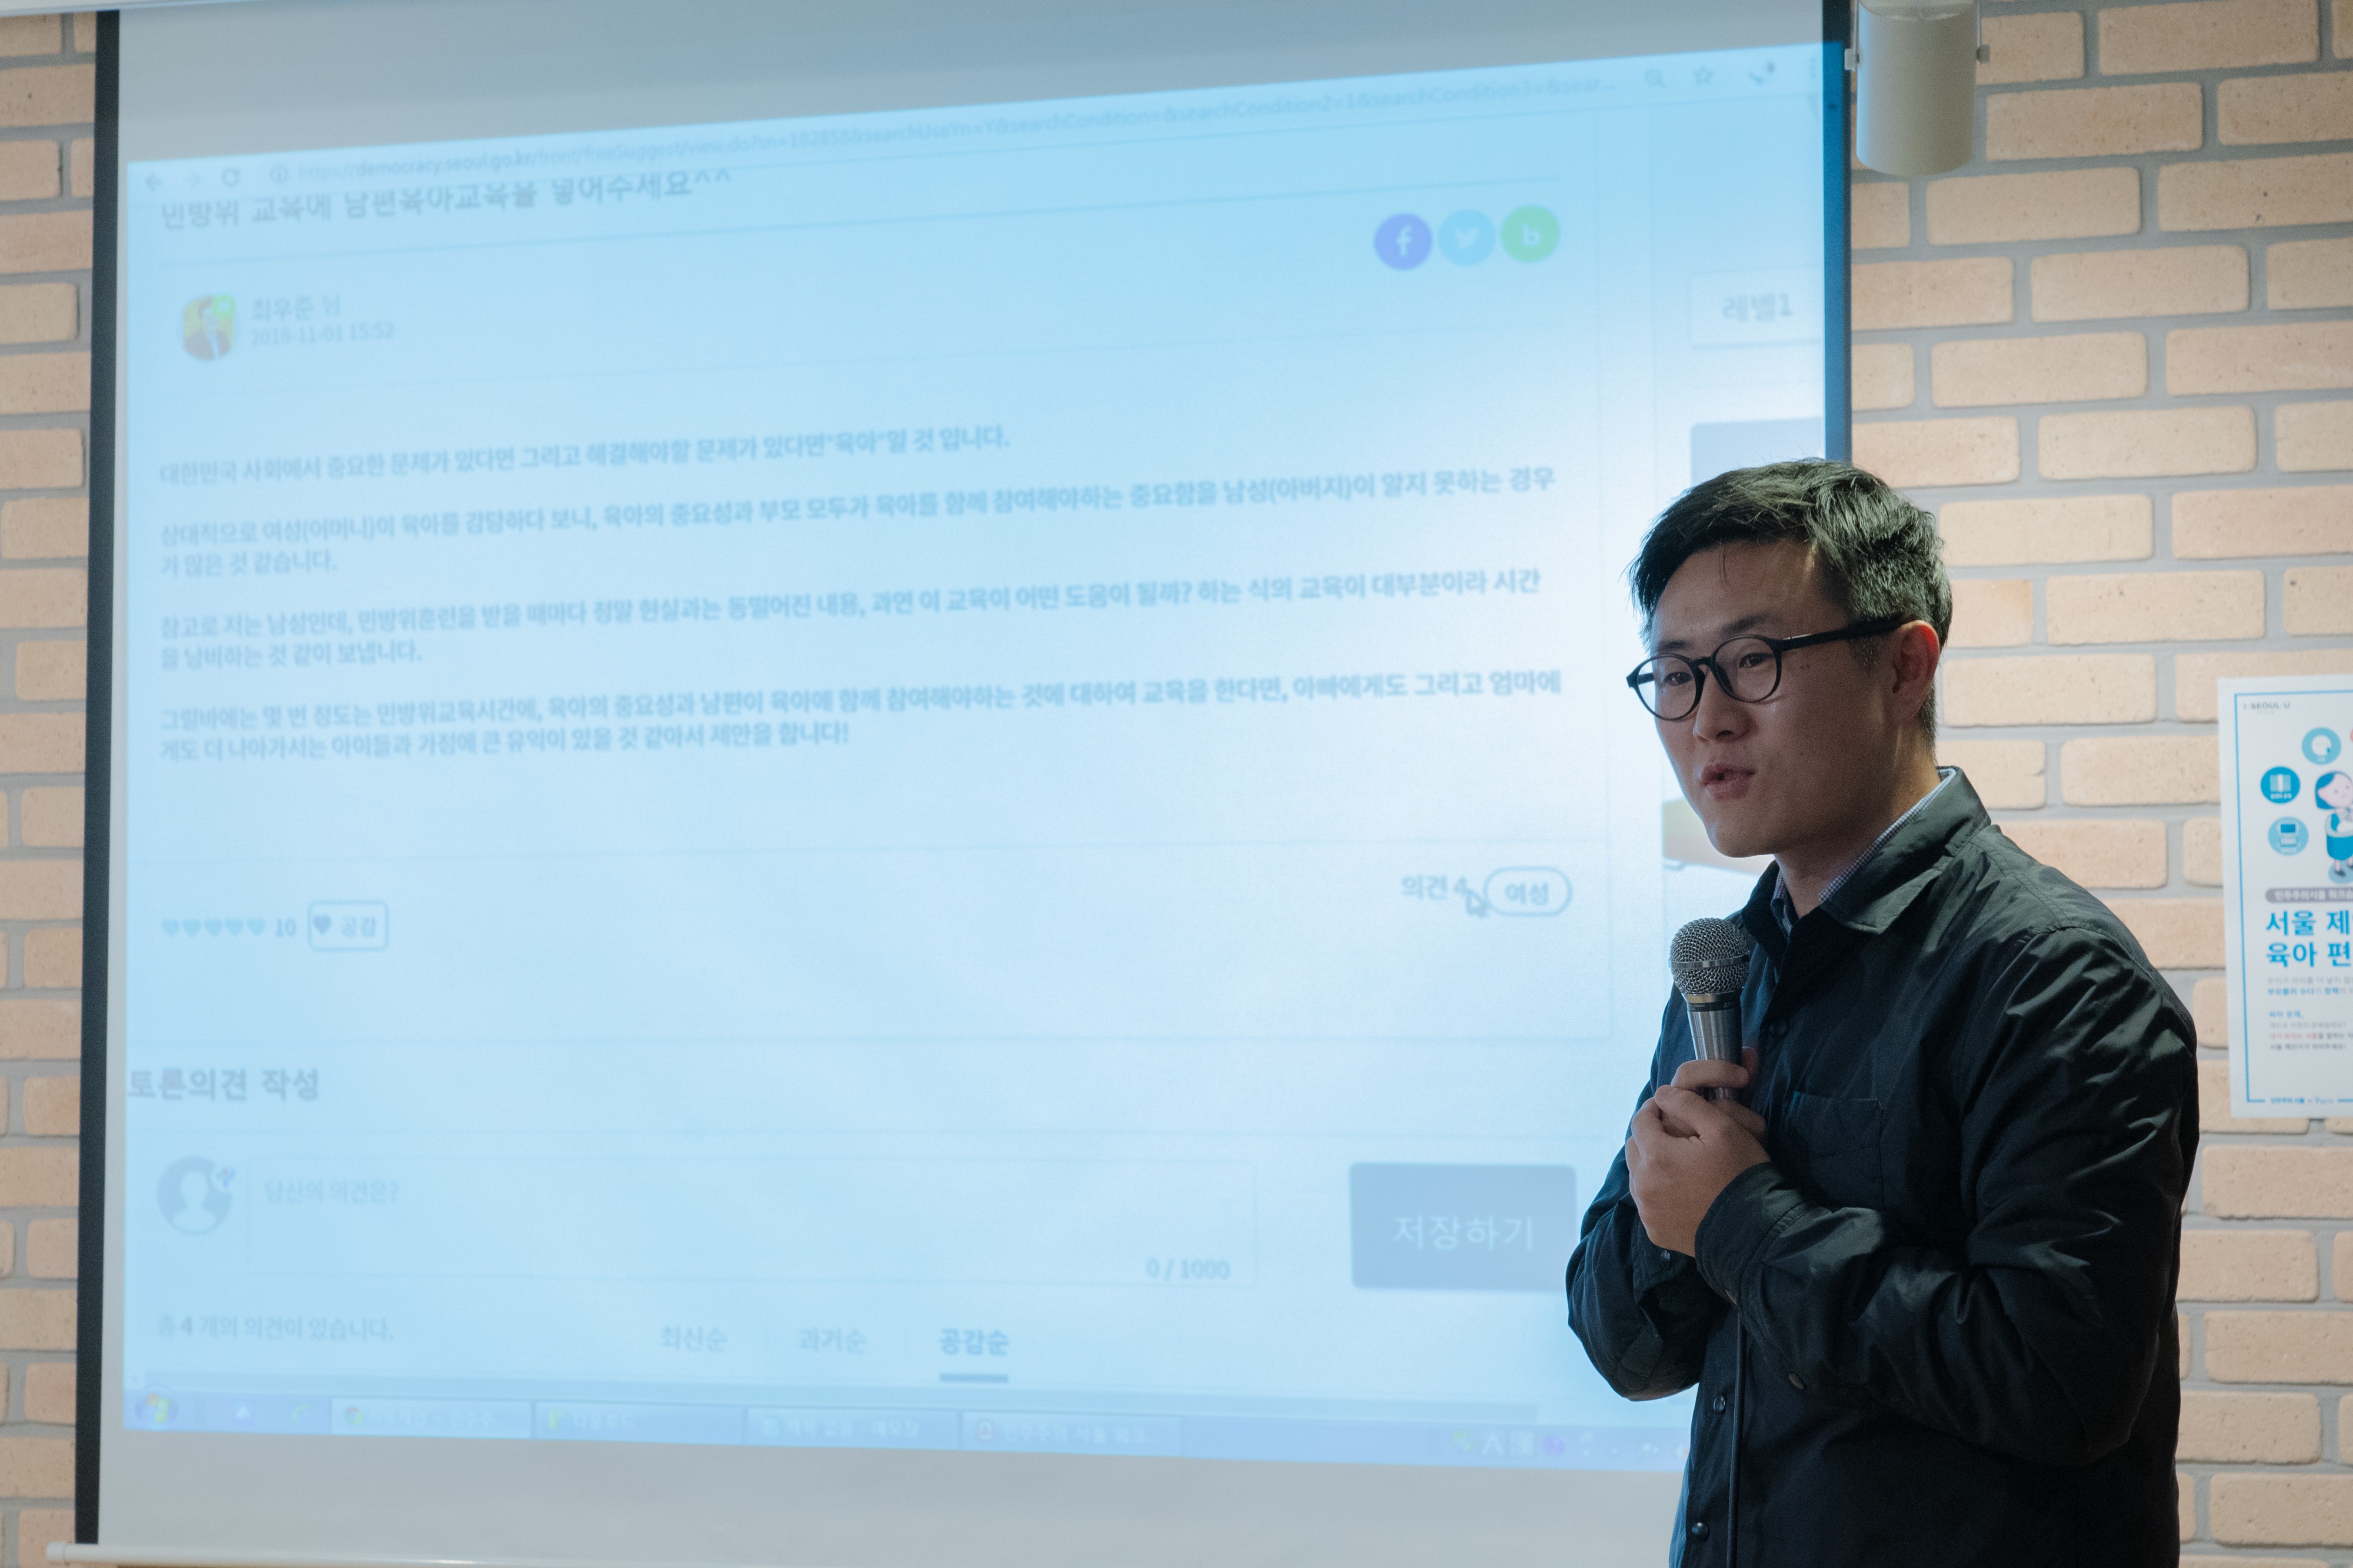 https://democracy.seoul.go.kr/front/freeSuggest/view.do?sn=182858&searchUseYn=Y&searchCondition=&searchCondition2=1&searchCondition3=&sear...
민방위 교육에 남편육아교육을 넣어주세요^^
최우준 님
2018-11-01 15:52
f
b
레벨1
대한민국 사회에서 중요한 문제가 있다면 그리고 해결해야할 문제가 있다면"육아"일 것 입니다.
상대적으로 여성(어머니)이 육아를 감당하다 보니, 육아의 중요성과 부모 모두가 육아를 함께 참여해야하는 중요함을 남성(아버지)이 알지 못하는 경우
가 많은 것 같습니다.
참고로 저는 남성인데, 민방위훈련을 받을 때마다 정말 현실과는 동떨어진 내용, 과연 이 교육이 어떤 도움이 될까? 하는 식의 교육이 대부분이라 시간
을 낭비하는 것 같이 보냅니다.
그럴바에는 몇 번 정도는 민방위교육시간에, 육아의 중요성과 남편이 육아에 함께 참여해야하는 것에 대하여 교육을 한다면, 아빠에게도 그리고 엄마에
게도 더 나아가서는 아이들과 가정에 큰 유익이 있을 것 같아서 제안을 합니다!
의견 4
여성
10
공감
토론의견 작성
당신의 의견은?
0 / 1000
저장하기
총 4 개의 의견이 있습니다.
최신순
과거순
공감순
I·SEOUL·U
서울 제
육아 편